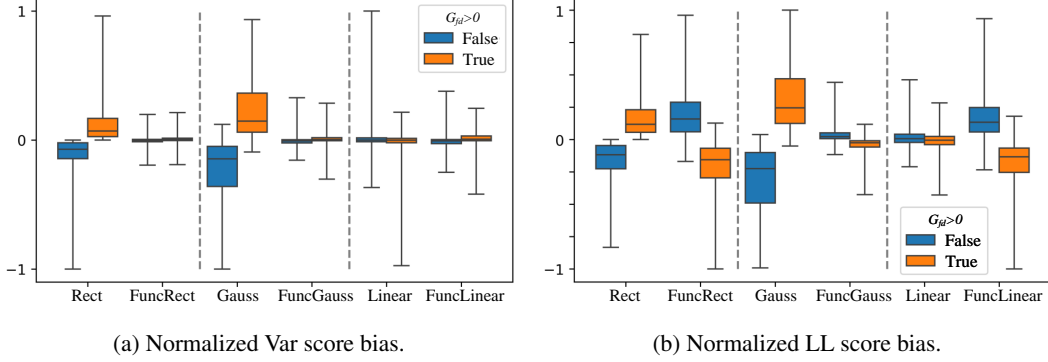 1
0
−1
G_fd>0
False
True
Rect FuncRect Gauss FuncGauss Linear FuncLinear
(a) Normalized Var score bias.
1
0
−1
G_fd>0
False
True
Rect FuncRect Gauss FuncGauss Linear FuncLinear
(b) Normalized LL score bias.